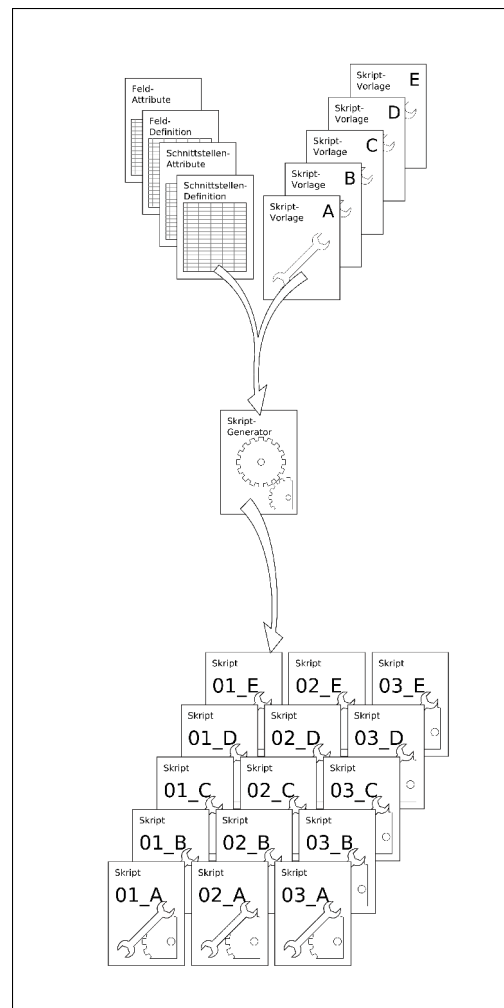 Feld-
Attribute
Feld-
Definition
Schnittstellen-
Attribute
Schnittstellen-
Definition
Skript-
Vorlage
E
Skript-
Vorlage
D
Skript-
Vorlage
C
Skript-
Vorlage
B
Skript-
Vorlage
A
Skript-
Generator
Skript
01_E
Skript
02_E
Skript
03_E
Skript
01_D
Skript
02_D
Skript
03_D
Skript
01_C
Skript
02_C
Skript
03_C
Skript
01_B
Skript
02_B
Skript
03_B
Skript
01_A
Skript
02_A
Skript
03_A